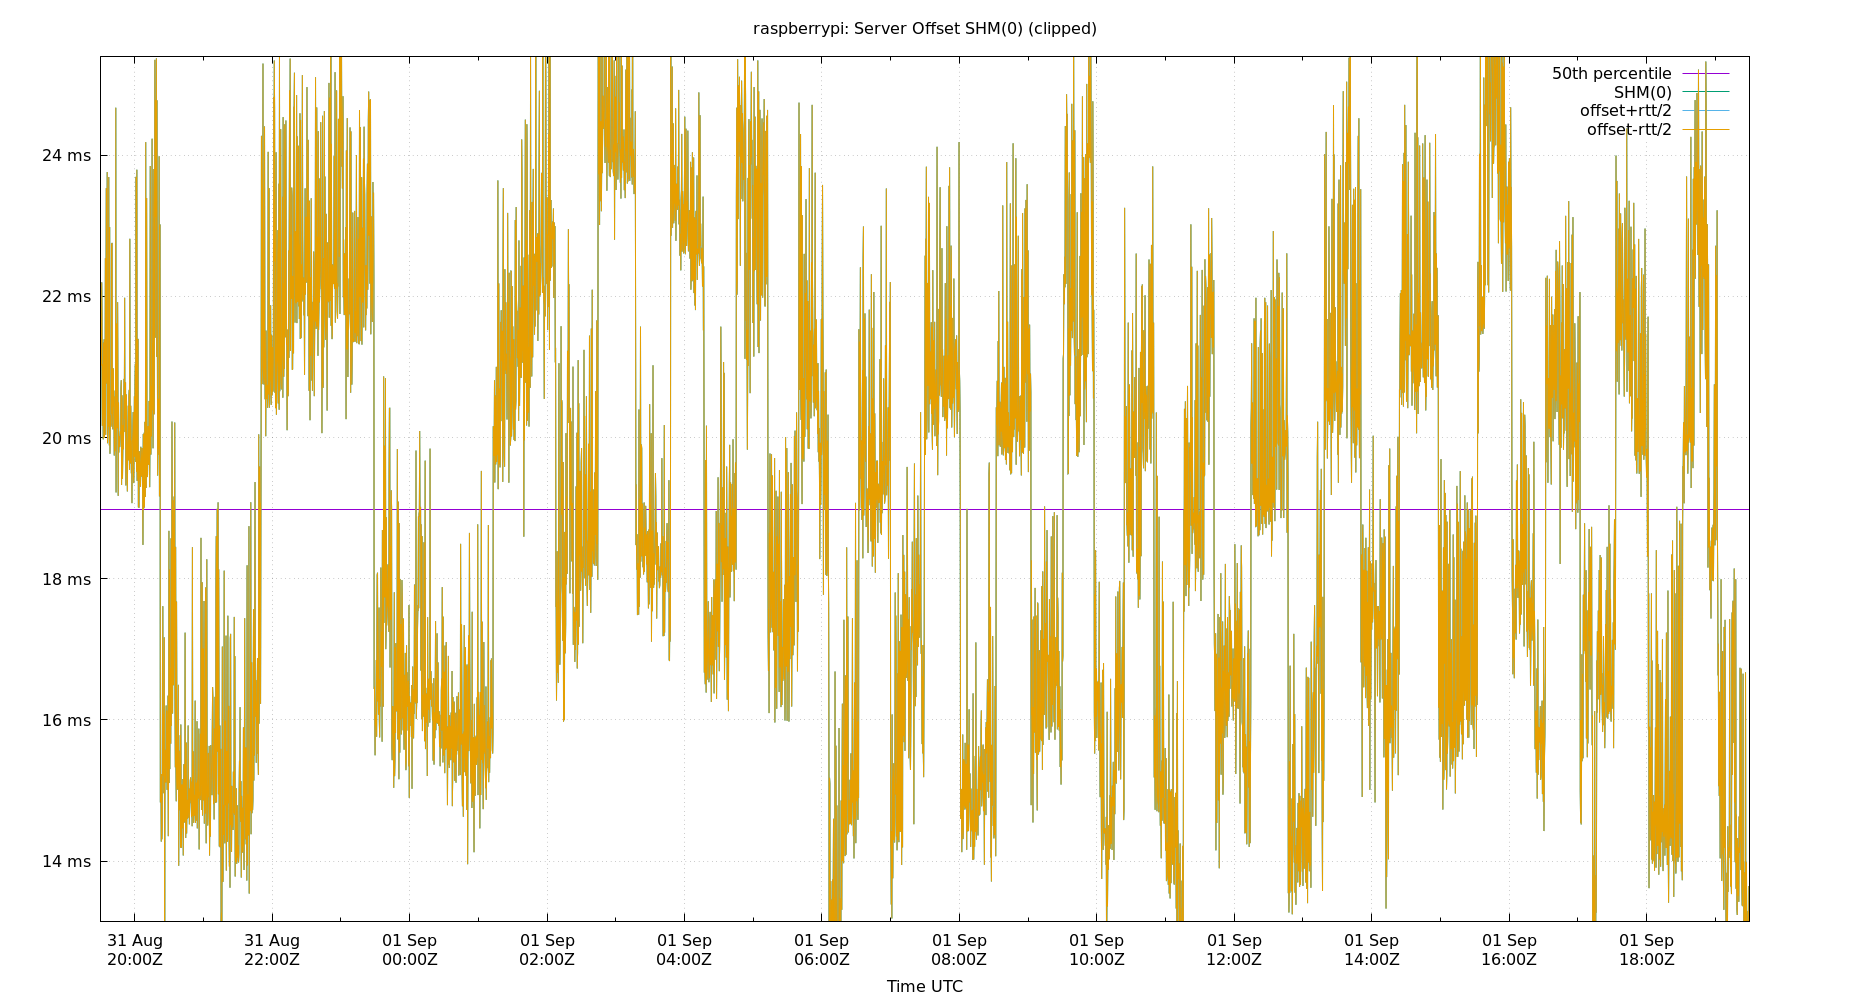 raspberrypi: Server Offset SHM(0) (clipped)
50th percentile
SHM(0)
offset+rtt/2
offset-rtt/2
24 ms
22 ms
20 ms
18 ms
16 ms
14 ms
31 Aug 31 Aug 01 Sep 01 Sep 01 Sep 01 Sep 01 Sep 01 Sep 01 Sep 01 Sep 01 Sep 01 Sep
20:00Z 22:00Z 00:00Z 02:00Z 04:00Z 06:00Z 08:00Z 10:00Z 12:00Z 14:00Z 16:00Z 18:00Z
Time UTC